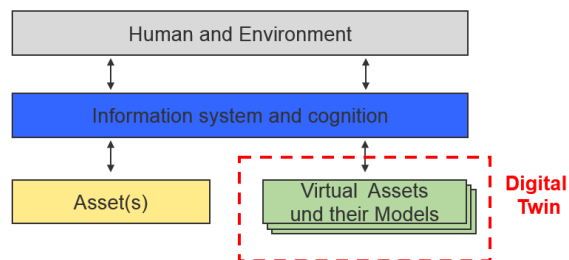 Human and Environment
Information system and cognition
Asset(s)
Virtual Assets
und their Models
Digital
Twin